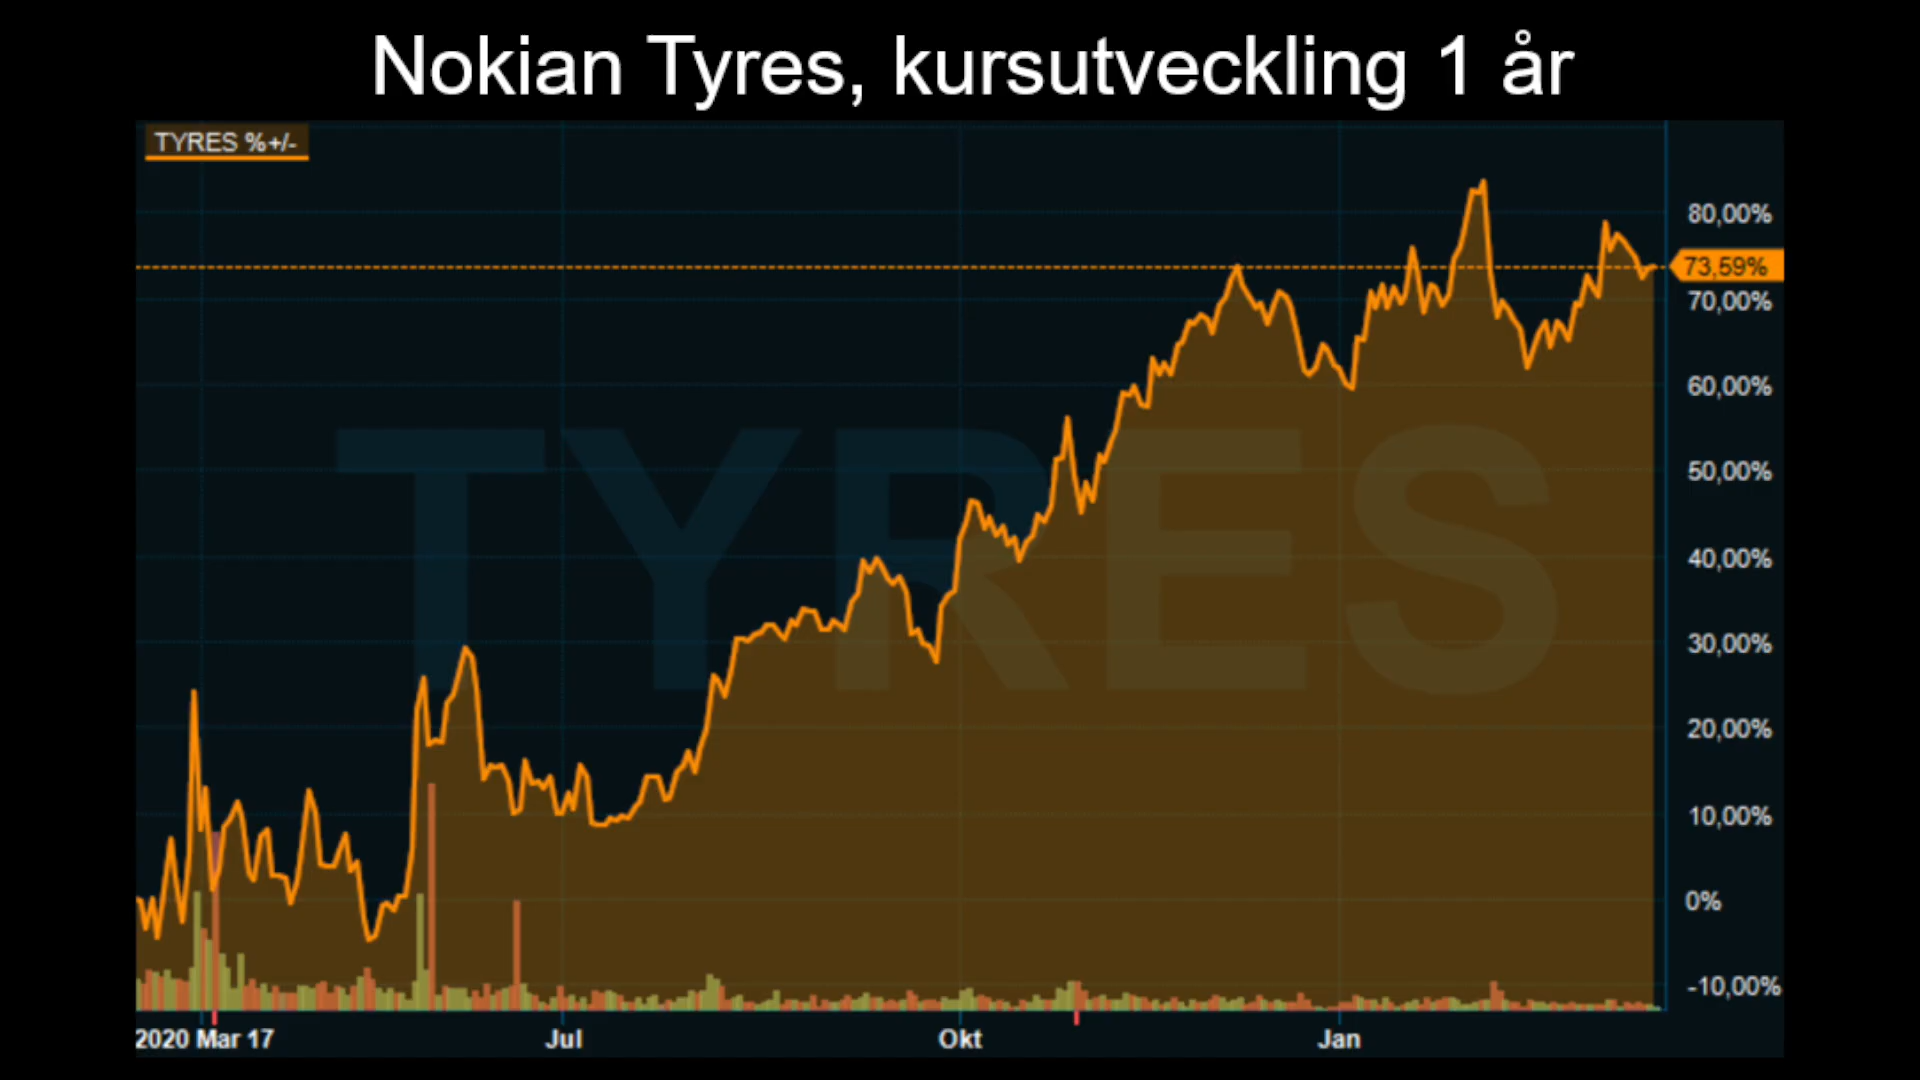 Nokian Tyres, kursutveckling 1 år
TYRES %+/-
TYRES
80,00%
73,59%
70,00%
60,00%
50,00%
40,00%
30,00%
20,00%
10,00%
0%
-10,00%
2020 Mar 17
Jul
Okt
Jan